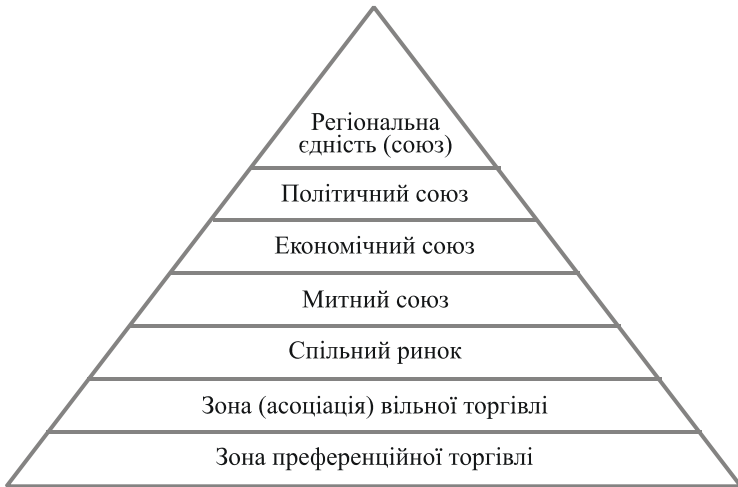 Регіональна
єдність (союз)
Політичний союз
Економічний союз
Митний союз
Спільний ринок
Зона (асоціація) вільної торгівлі
Зона преференційної торгівлі